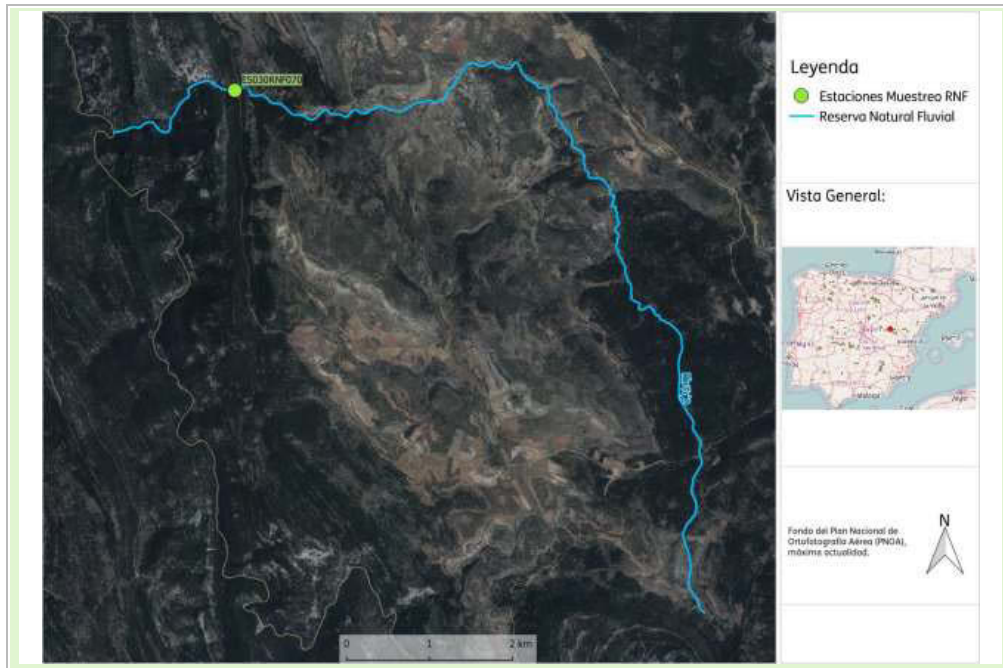 ES030RNF070
Leyenda
Estaciones Muestreo RNF
Reserva Natural Fluvial
Vista General:
Fondo del Plan Nacional de
Ortofotografía Aérea (PNOA),
máxima actualidad.
N
0 1 2 km